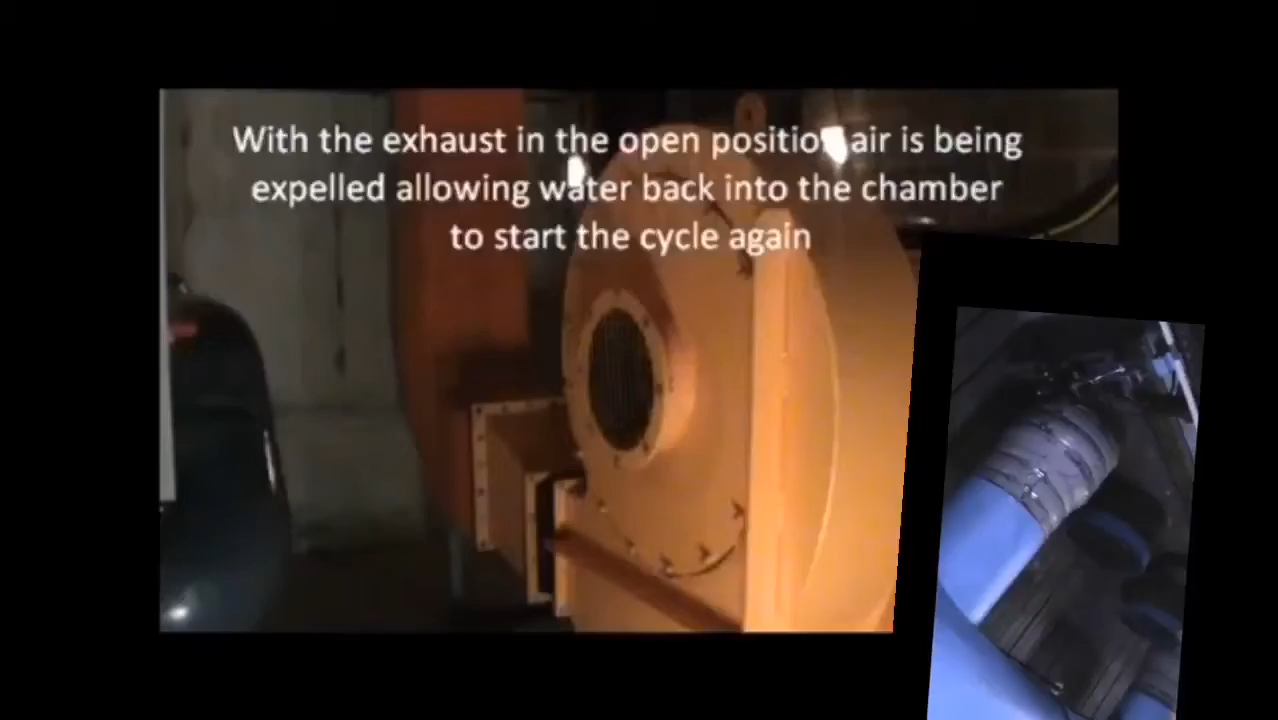 With the exhaust in the open position air is being
expelled allowing water back into the chamber
to start the cycle again